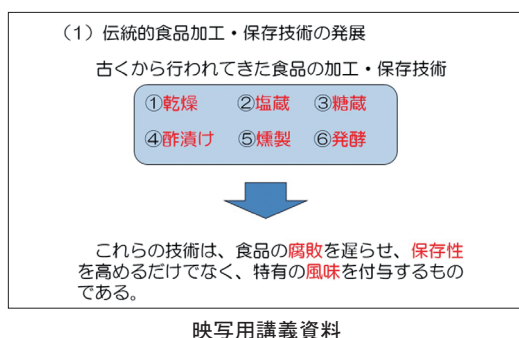 （1）伝統的食品加工・保存技術の発展
古くから行われてきた食品の加工・保存技術
①乾燥 ②塩蔵 ③糖蔵
④酢漬け ⑤燻製 ⑥発酵
これらの技術は、食品の腐敗を遅らせ、保存性
を高めるだけでなく、特有の風味を付与するもの
である。
映写用講義資料